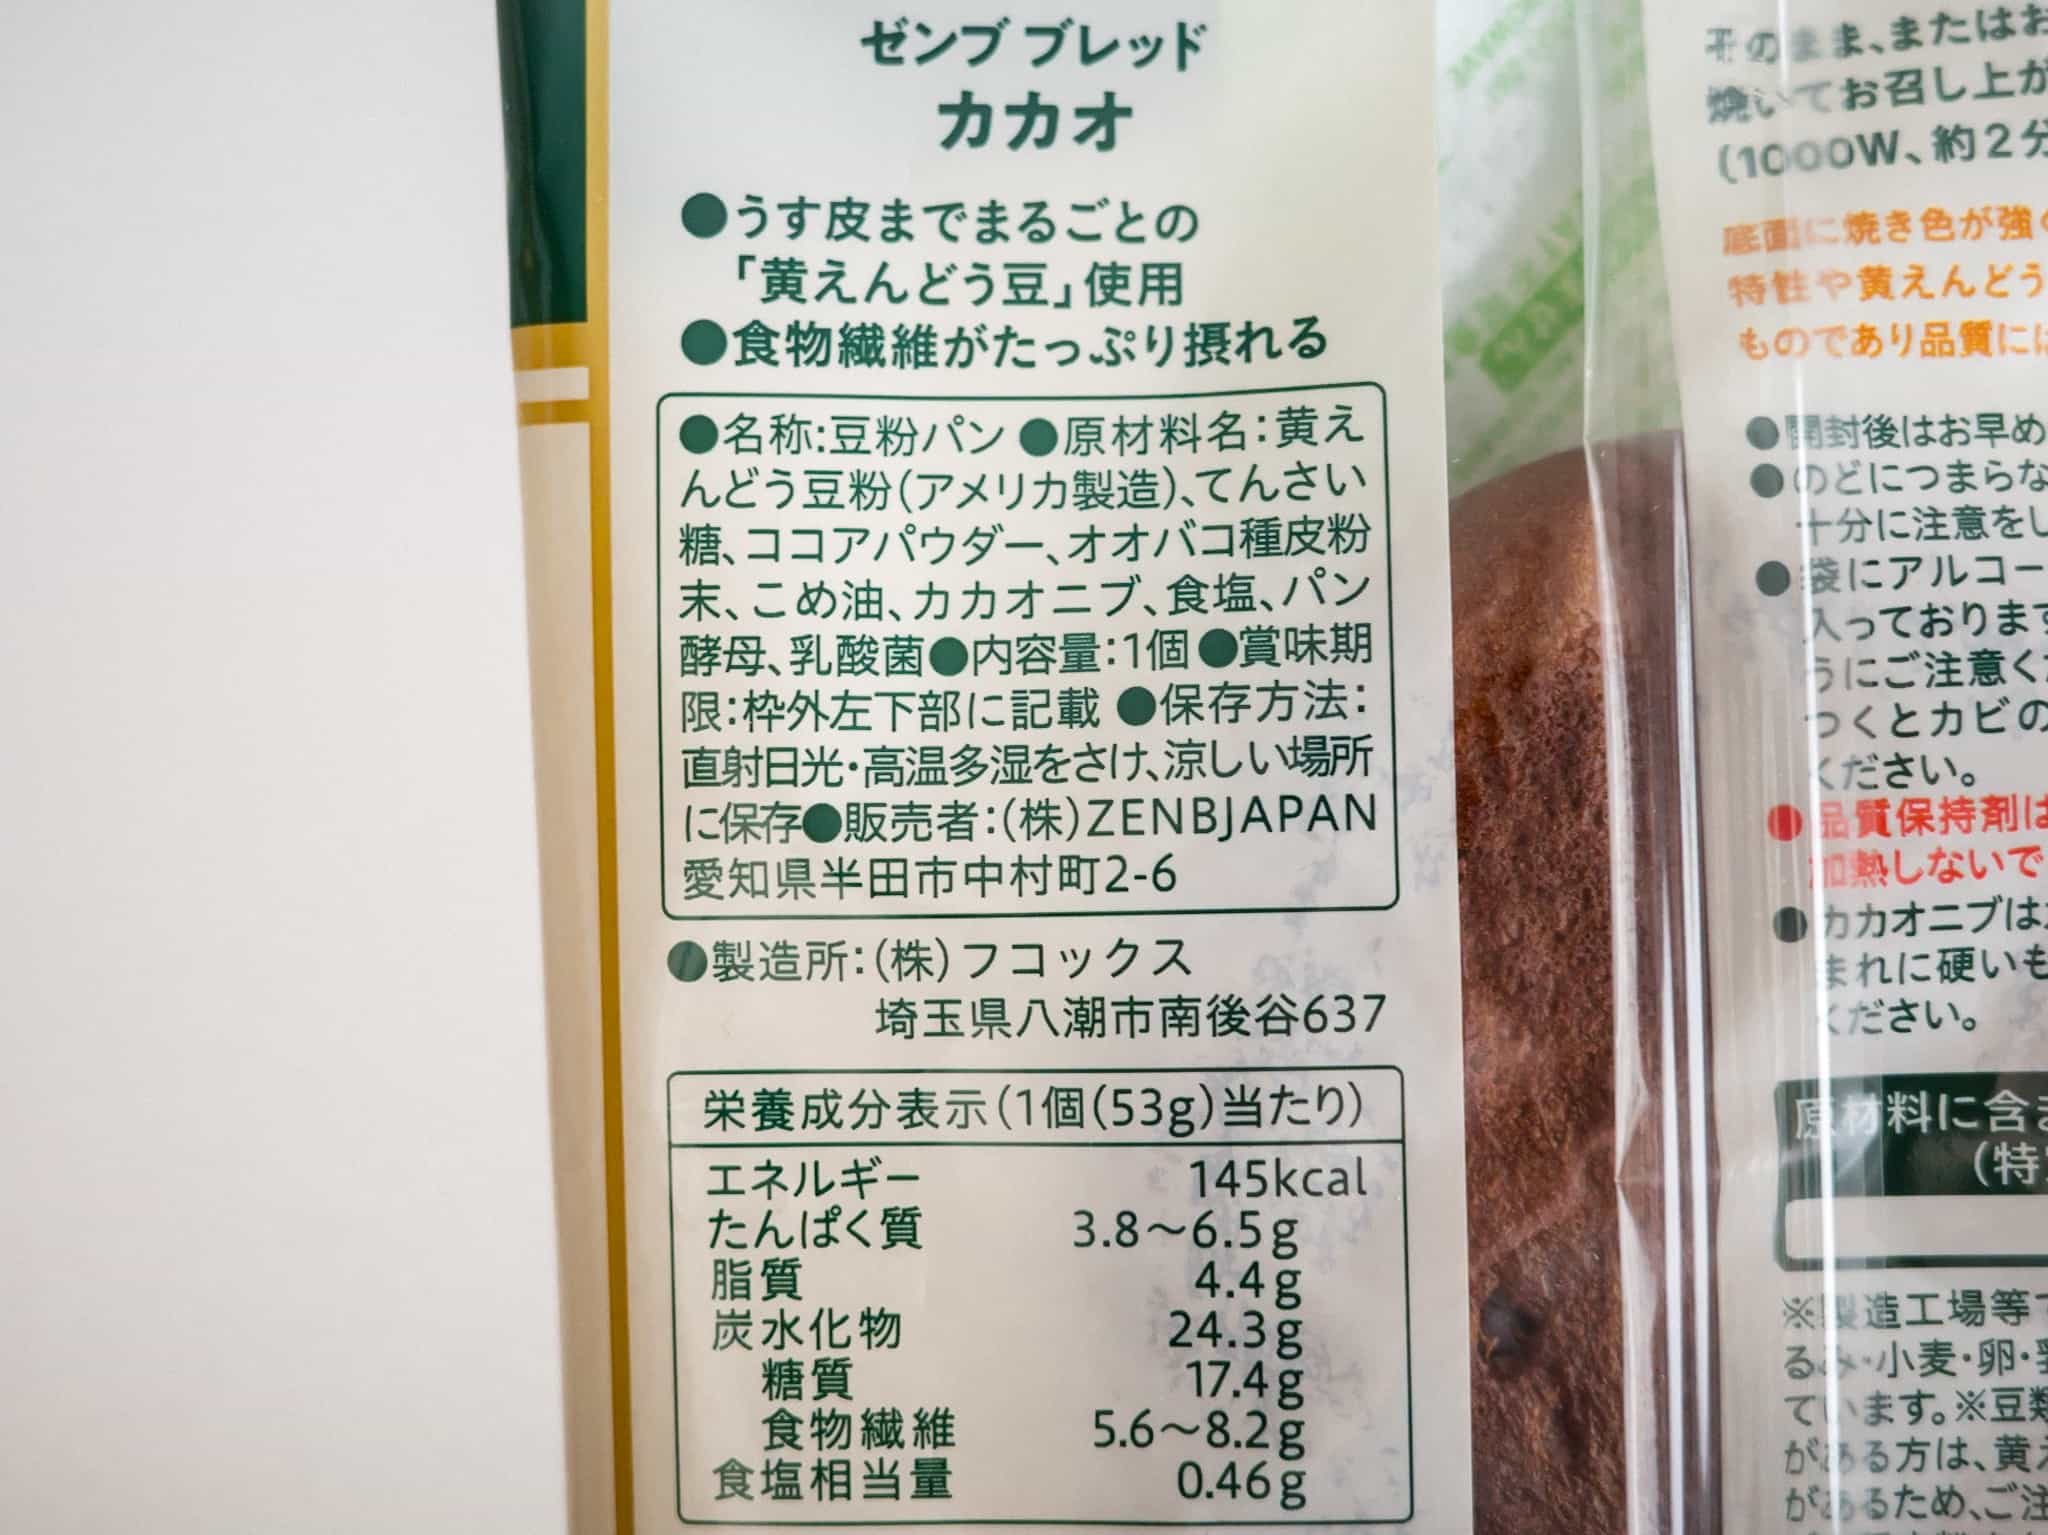 ゼンブ ブレッド
カカオ
●うす皮までまるごとの
「黄えんどう豆」使用
●食物繊維がたっぷり摂れる
●名称:豆粉パン ●原材料名:黄え
んどう豆粉(アメリカ製造)、てんさい
糖、ココアパウダー、オオバコ種皮粉
末、こめ油、カカオニブ、食塩、パン
酵母、乳酸菌●内容量:1個 ●賞味期
限:枠外左下部に記載 ●保存方法:
直射日光・高温多湿をさけ、涼しい場所
に保存●販売者:(株)ZENBJAPAN
愛知県半田市中村町2-6
●製造所:(株)フコックス
埼玉県八潮市南後谷637
栄養成分表示(1個(53g)当たり)
エネルギー 145kcal
たんぱく質 3.8〜6.5g
脂質 4.4g
炭水化物 24.3g
糖質 17.4g
食物繊維 5.6〜8.2g
食塩相当量 0.46g
そのまま、またはお
焼いてお召し上が
(1000W、約2分
底面に焼き色が強く
特性や黄えんどう
ものであり品質には
●開封後はお早め
●のどにつまらな
十分に注意をし
●袋にアルコー
入っております
うにご注意く
つくとカビの
ください。
●品質保持剤は
加熱しないで
●カカオニブは
まれに硬いも
ください。
原材料に含ま
(特
※製造工場等で
るみ・小麦・卵・乳
ています。※豆類
がある方は、黄え
があるため、ご注